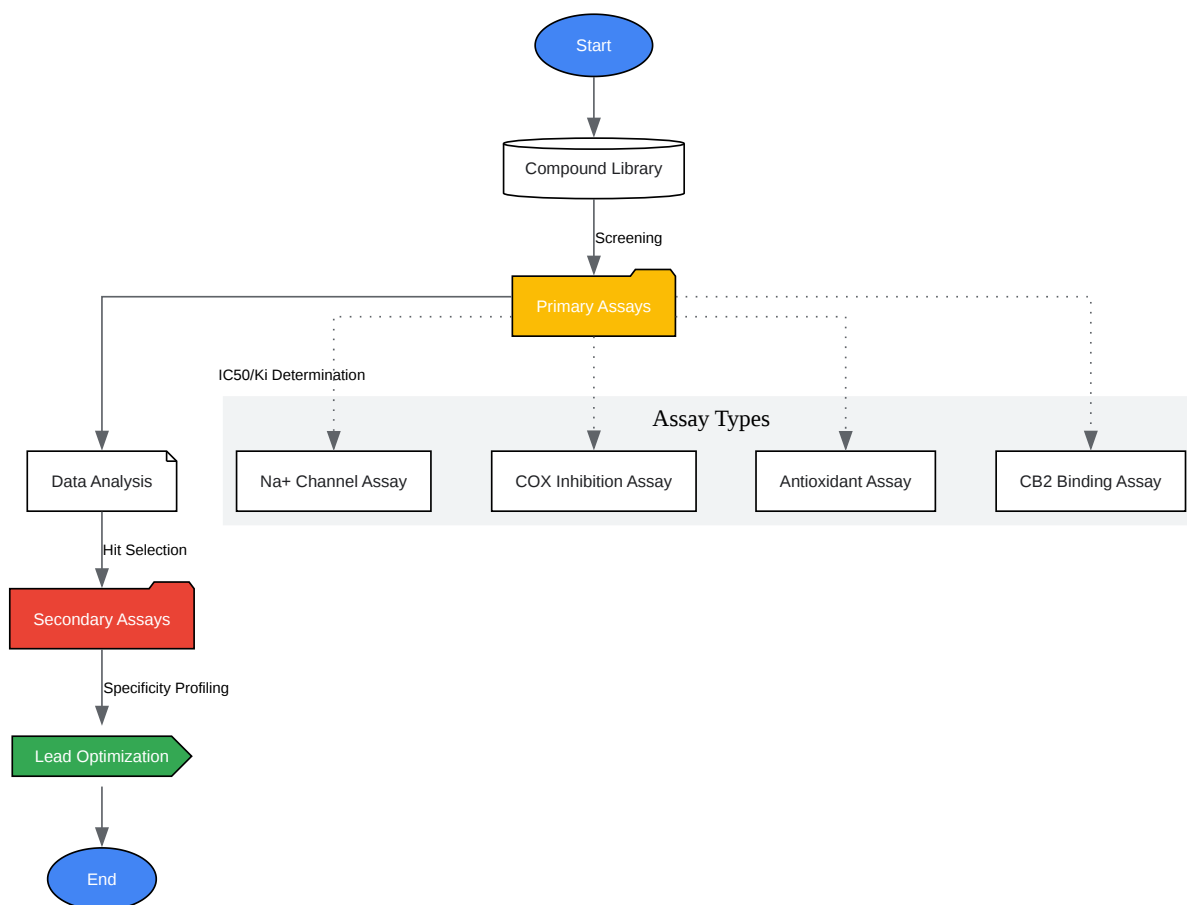 Start
Compound Library
Screening
Primary Assays
IC50/Ki Determination
Assay Types
Data Analysis
Na+ Channel Assay
COX Inhibition Assay
Antioxidant Assay
CB2 Binding Assay
Hit Selection
Secondary Assays
Specificity Profiling
Lead Optimization
End